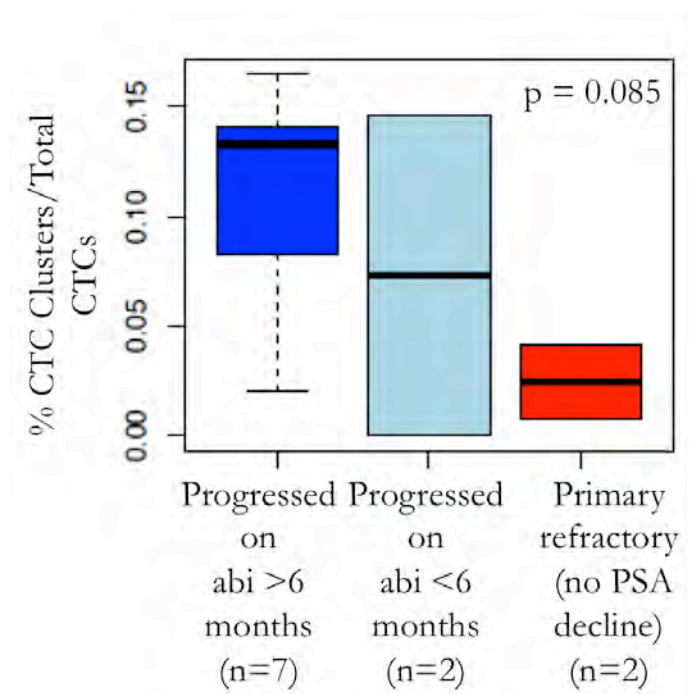 p = 0.085
% CTC Clusters/Total
CTCs
0.15
0.10
0.05
0.00
Progressed
on
abi >6
months
(n=7)
Progressed
on
abi <6
months
(n=2)
Primary
refractory
(no PSA
decline)
(n=2)